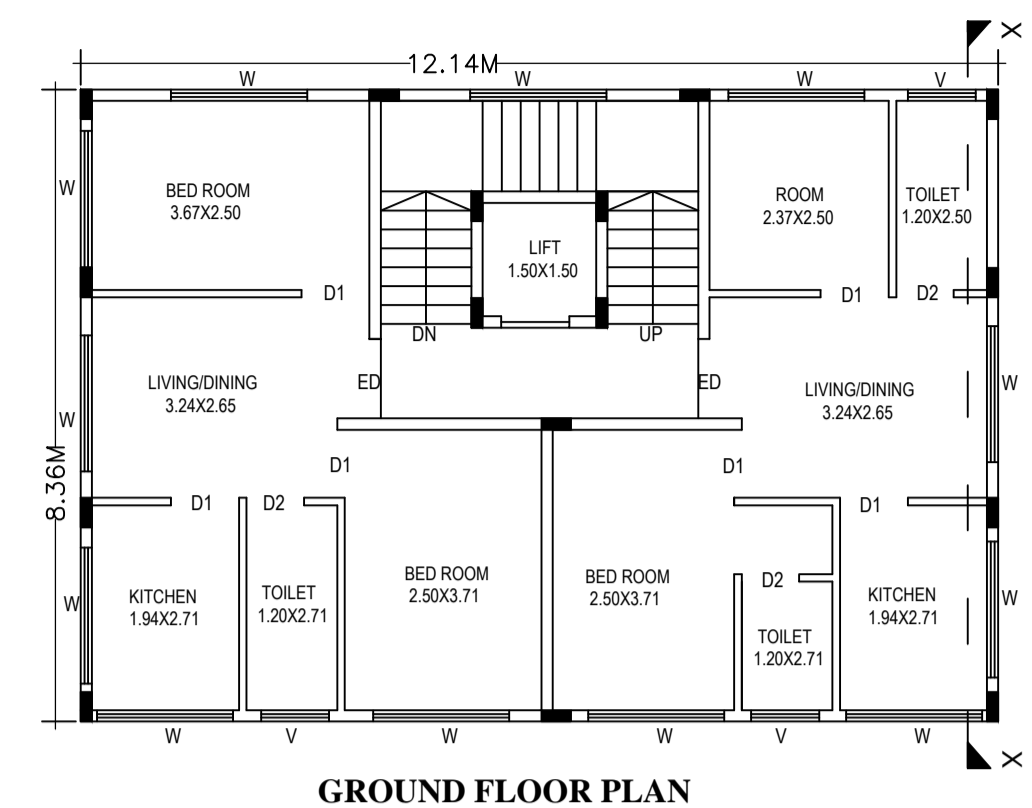 X
12.14M
W
W
W
V
W
BED ROOM
3.67X2.50
ROOM
2.37X2.50
TOILET
1.20X2.50
LIFT
1.50X1.50
D1
D1
D2
DN
UP
ED
ED
LIVING/DINING
3.24X2.65
LIVING/DINING
3.24X2.65
W
W
8.36M
D1
D1
D1
D2
D1
KITCHEN
1.94X2.71
TOILET
1.20X2.71
BED ROOM
2.50X3.71
BED ROOM
2.50X3.71
D2
KITCHEN
1.94X2.71
TOILET
1.20X2.71
W
W
W
V
W
W
V
W
X
GROUND FLOOR PLAN